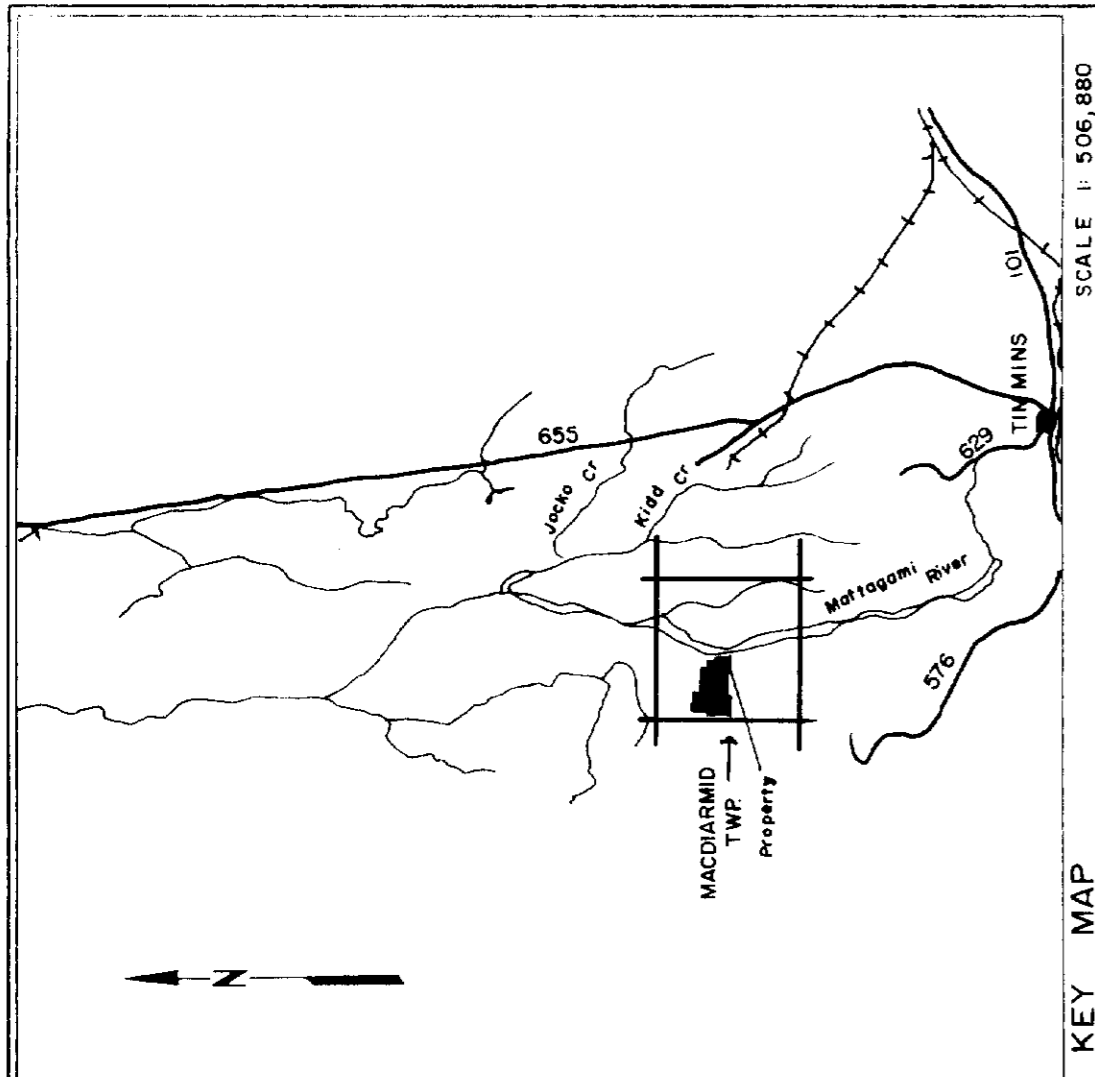 655
Jocko Cr
Kidd Cr
629
TIMMINS
101
Mattagami River
576
MACDIARMID
TWP.
Property
N
KEY MAP
SCALE 1: 506,880